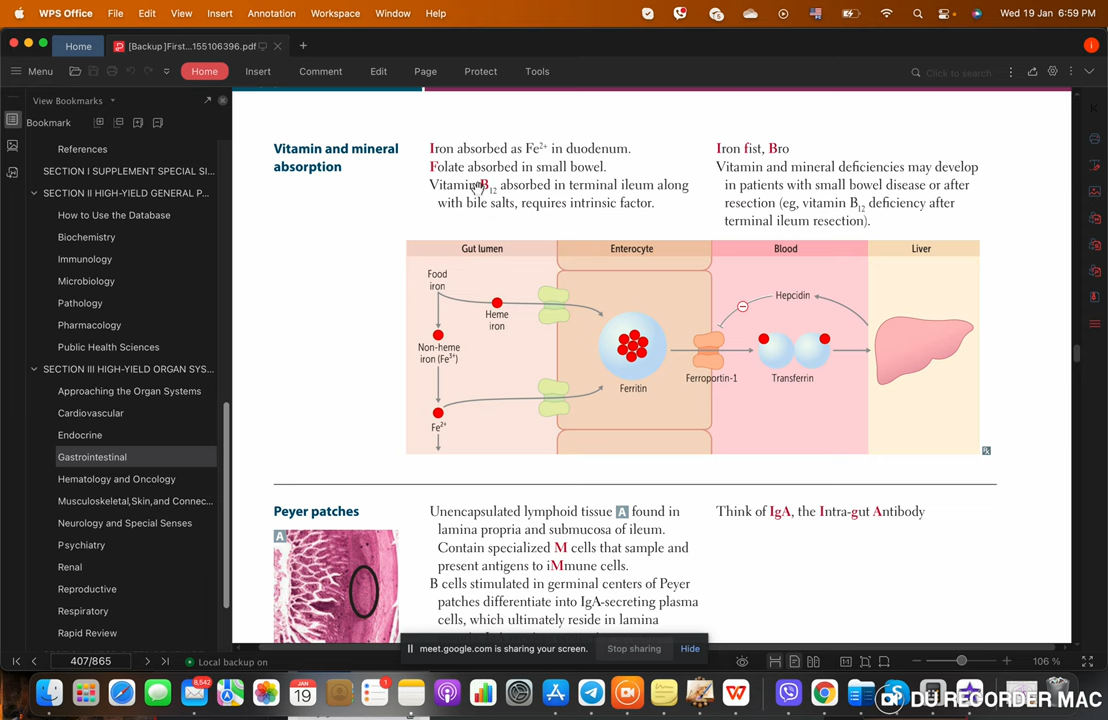 WPS Office File Edit View Insert Annotation Workspace Window Help
Wed 19 Jan 6:59 PM
Home
[Backup]First...155106396.pdf
Menu
Home Insert Comment Edit Page Protect Tools
Click to search
View Bookmarks
Bookmark
References
SECTION I SUPPLEMENT SPECIAL SI...
SECTION II HIGH-YIELD GENERAL P...
How to Use the Database
Biochemistry
Immunology
Microbiology
Pathology
Pharmacology
Public Health Sciences
SECTION III HIGH-YIELD ORGAN SYS...
Approaching the Organ Systems
Cardiovascular
Endocrine
Gastrointestinal
Hematology and Oncology
Musculoskeletal,Skin,and Connec...
Neurology and Special Senses
Psychiatry
Renal
Reproductive
Respiratory
Rapid Review
Vitamin and mineral
absorption
Iron absorbed as Fe²⁺ in duodenum.
Folate absorbed in small bowel.
Vitamin B₁₂ absorbed in terminal ileum along
with bile salts, requires intrinsic factor.
Iron fist, Bro
Vitamin and mineral deficiencies may develop
in patients with small bowel disease or after
resection (eg, vitamin B₁₂ deficiency after
terminal ileum resection).
Gut lumen Enterocyte Blood Liver
Food
iron
Heme
iron
Non-heme
iron (Fe³⁺)
Fe²⁺
Ferritin
Ferroportin-1
Hepcidin
Transferrin
Peyer patches
A
Unencapsulated lymphoid tissue A found in
lamina propria and submucosa of ileum.
Contain specialized M cells that sample and
present antigens to iMmune cells.
B cells stimulated in germinal centers of Peyer
patches differentiate into IgA-secreting plasma
cells, which ultimately reside in lamina
Think of IgA, the Intra-gut Antibody
meet.google.com is sharing your screen.
Stop sharing
Hide
407/865
Local backup on
106 %
8,542
JAN
19
1
DU RECORDER MAC